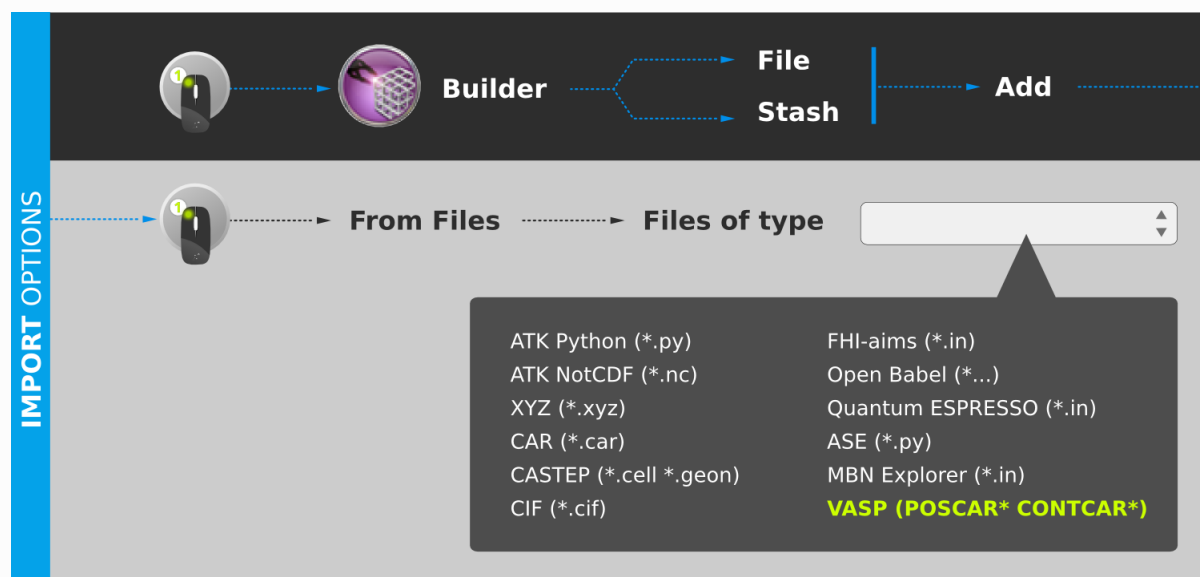 1
Builder
File
Stash
Add
IMPORT OPTIONS
1
From Files
Files of type
ATK Python (*.py)
ATK NotCDF (*.nc)
XYZ (*.xyz)
CAR (*.car)
CASTEP (*.cell *.geon)
CIF (*.cif)
FHI-aims (*.in)
Open Babel (*...)
Quantum ESPRESSO (*.in)
ASE (*.py)
MBN Explorer (*.in)
VASP (POSCAR* CONTCAR*)